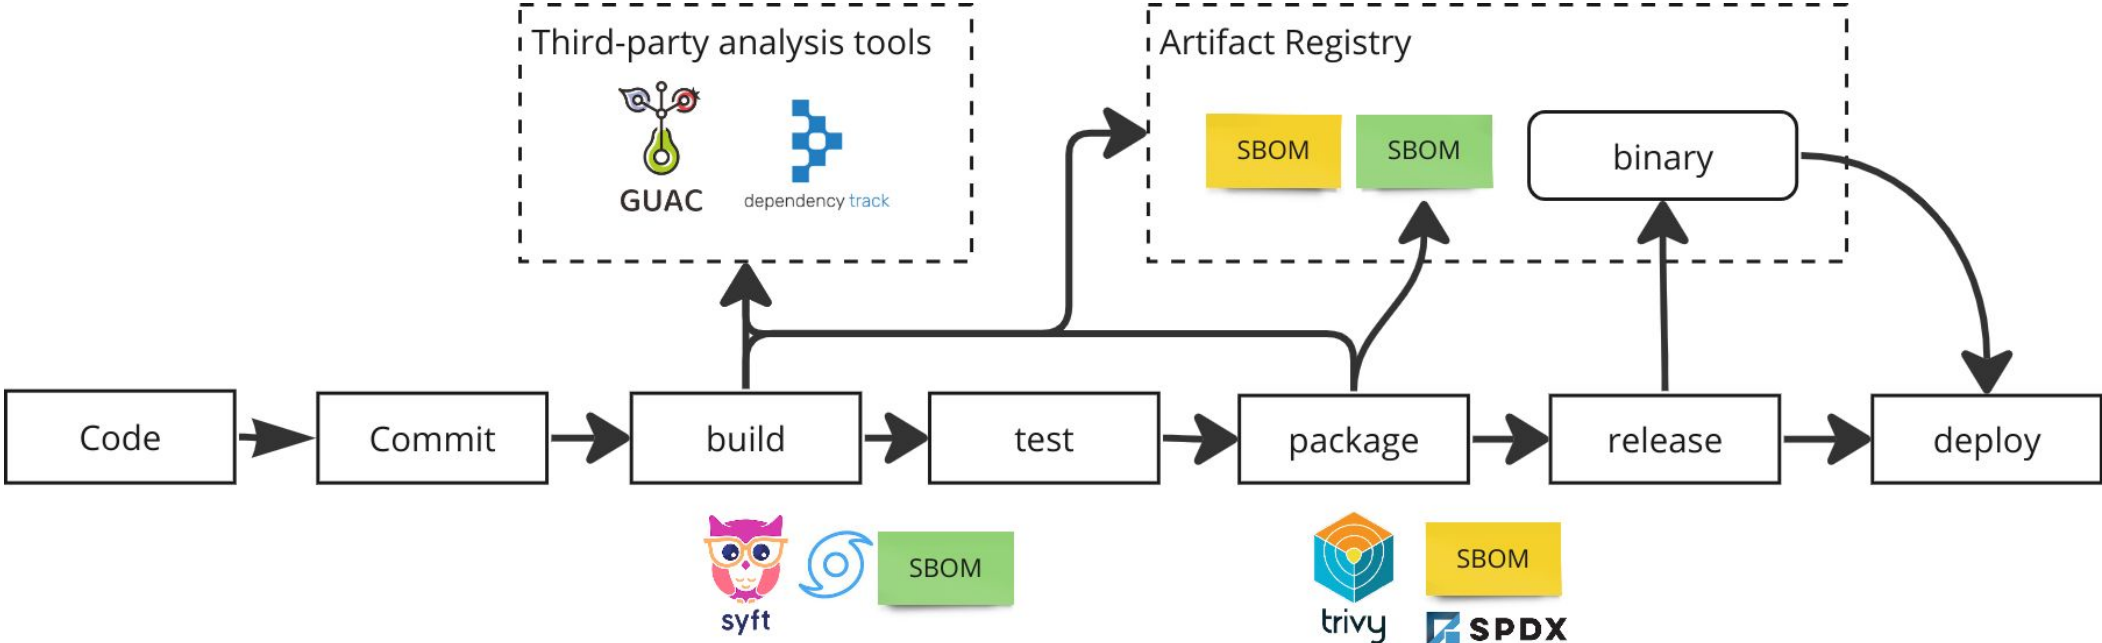 Third-party analysis tools
GUAC
dependency track
Artifact Registry
SBOM
SBOM
binary
Code
Commit
build
test
package
release
deploy
syft
SBOM
trivy
SBOM
SPDX